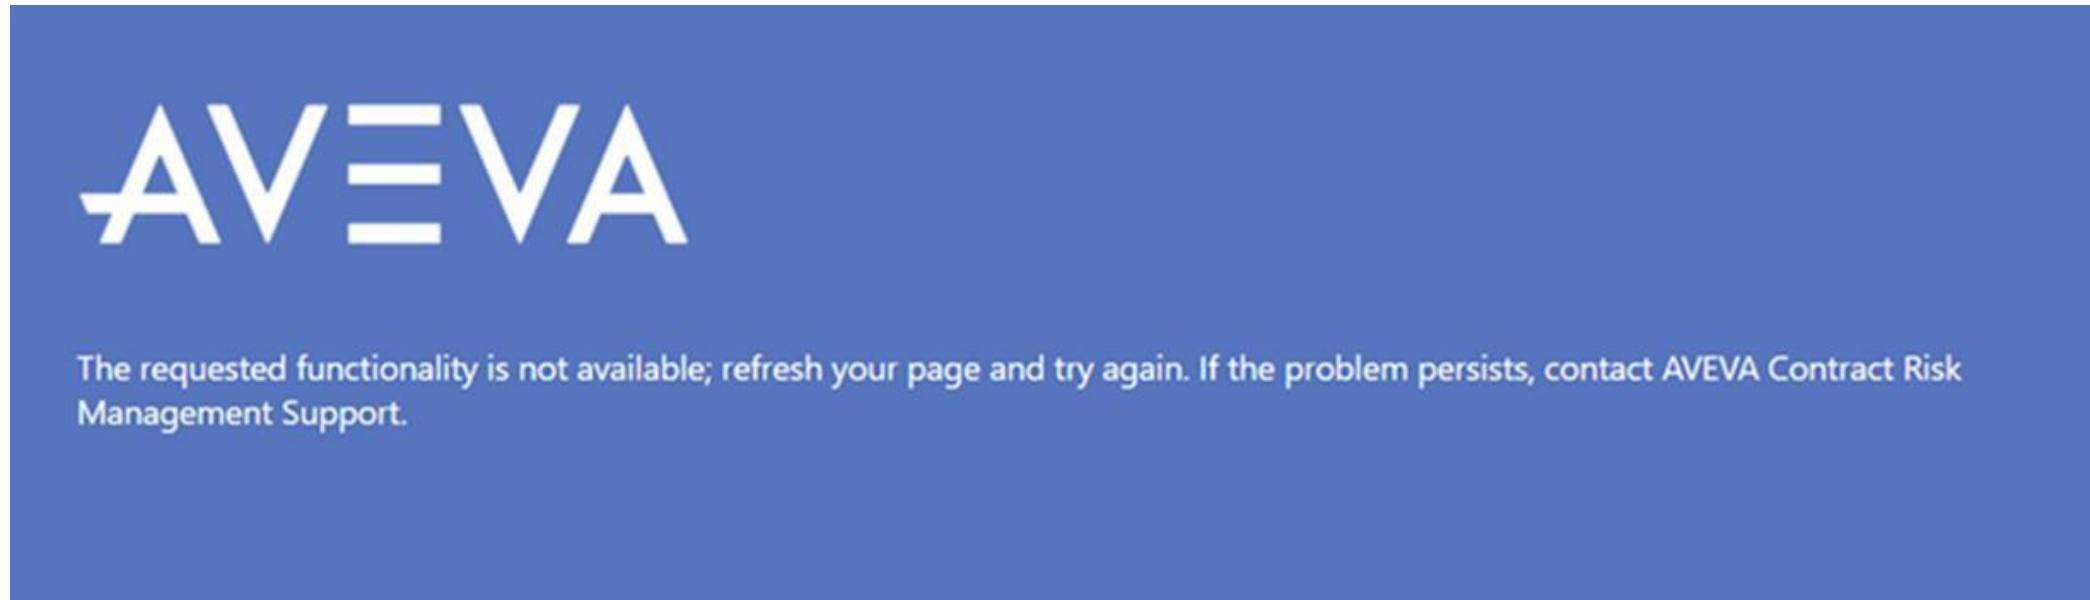 AVEVA
The requested functionality is not available; refresh your page and try again. If the problem persists, contact AVEVA Contract Risk
Management Support.